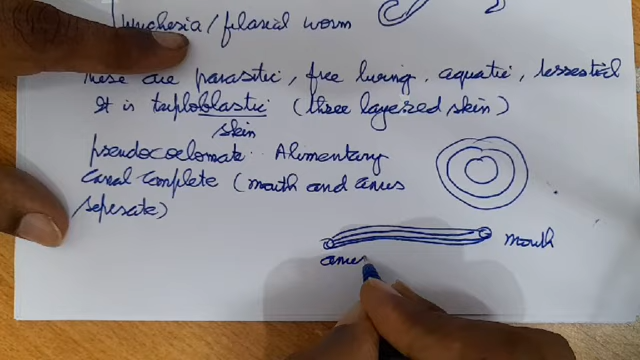 Wucheria / filarial worm
These are parasitic, free living, aquatic, terrestrial
It is triploblastic (three layered skin)
skin
pseudocoelomate. Alimentary
Canal complete (mouth and anus
seperate)
mouth
anus